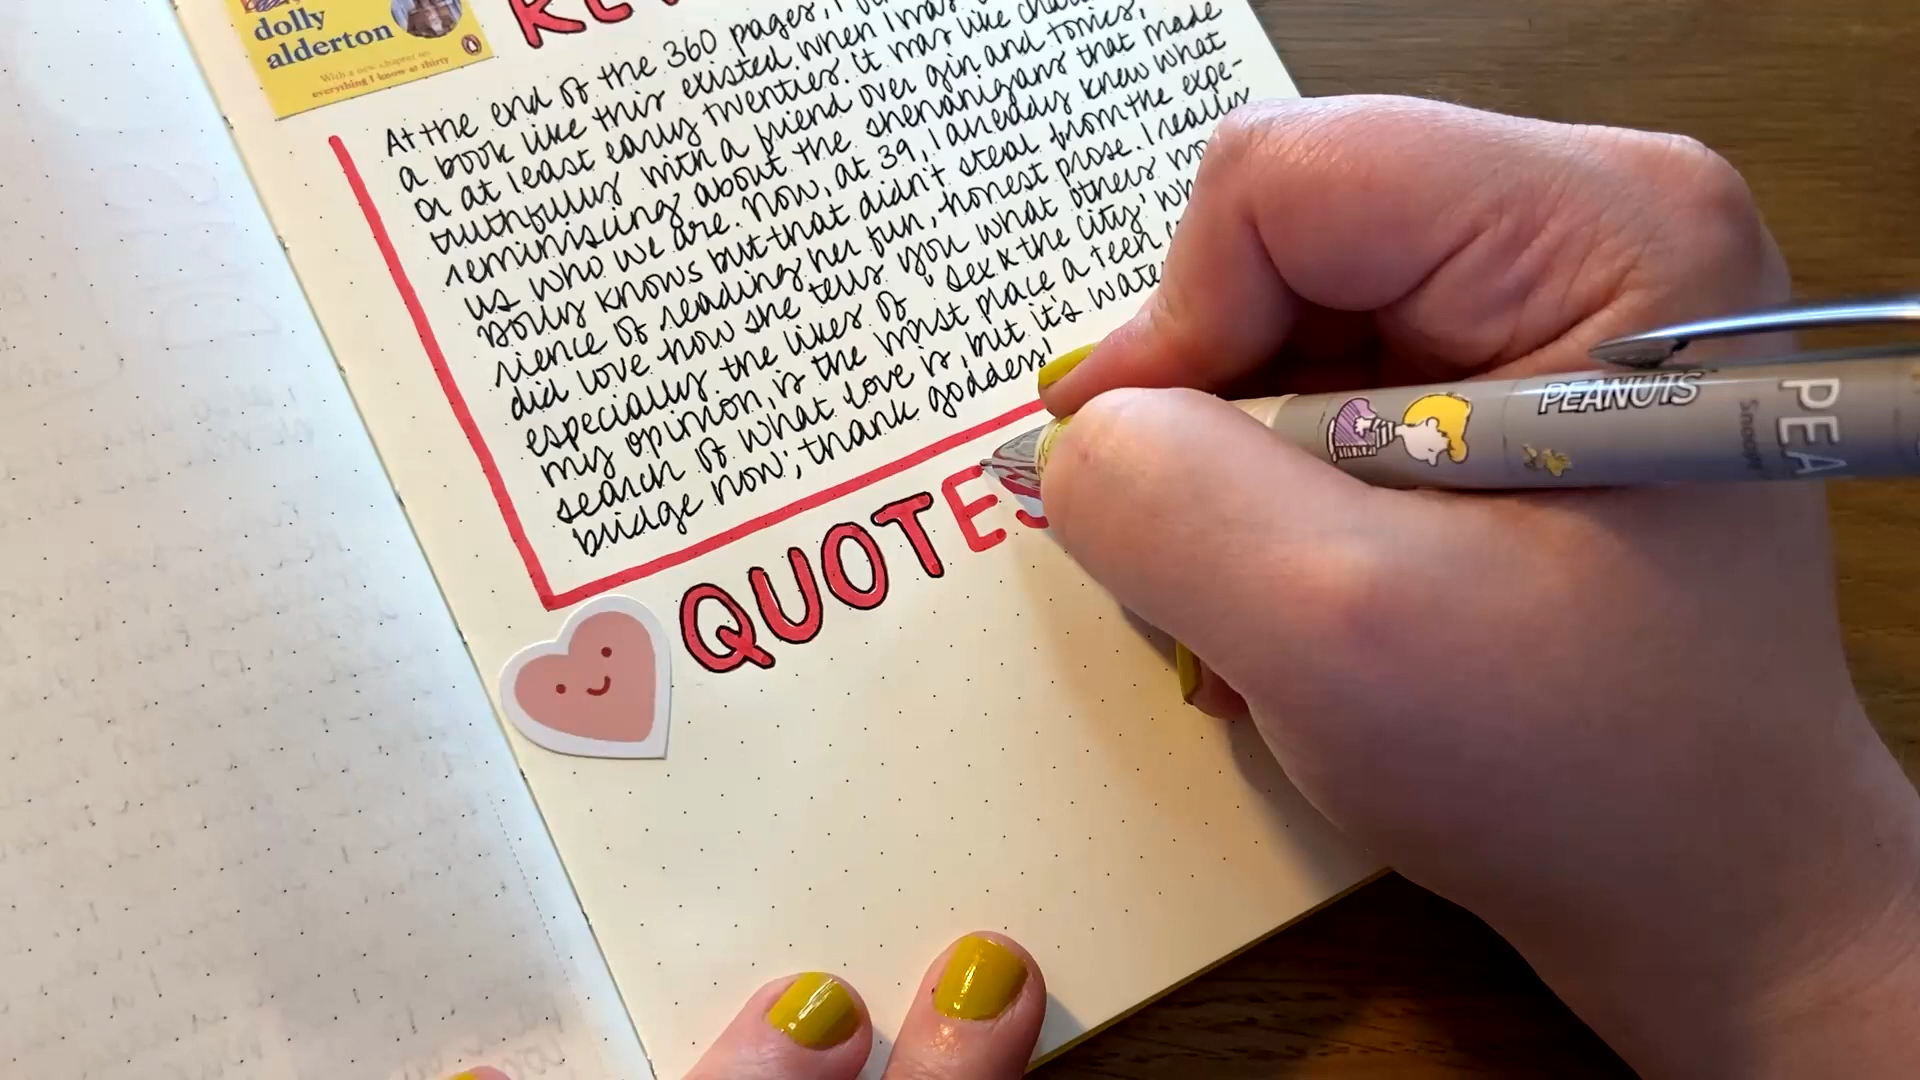 dolly
alderton
With a new chapter on
everything I know at thirty
REV
At the end of the 360 pages, I
a book like this existed when I was
or at least early twenties. It was like
truthfully with a friend over gin and tonics,
reminiscing about the shenanigans that made
us who we are. Now, at 39, I already knew what
Dolly knows but that didn't steal from the expe-
rience of reading her fun, honest prose. I really
did love how she tells you what others
especially the likes of 'Sex & the City' wh
my opinion, is the worst place a teen
search of what love is, but it's wate
bridge now; thank goddess!
QUOTES
PEANUTS
PEA
Snoopy